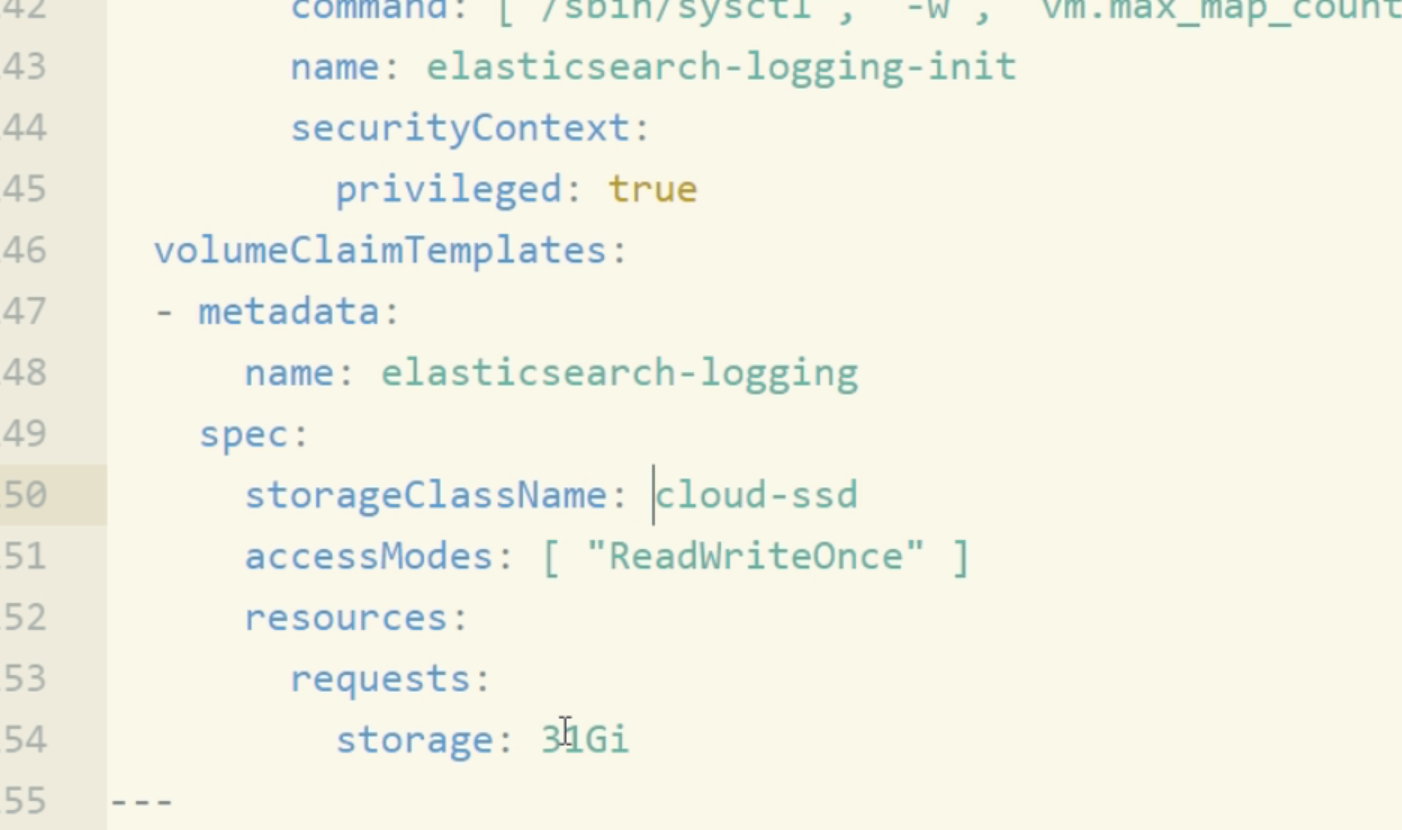 42 command: [ "/sbin/sysctl", "-w", "vm.max_map_count
43 name: elasticsearch-logging-init
44 securityContext:
45 privileged: true
46 volumeClaimTemplates:
47 - metadata:
48 name: elasticsearch-logging
49 spec:
50 storageClassName: cloud-ssd
51 accessModes: [ "ReadWriteOnce" ]
52 resources:
53 requests:
54 storage: 31Gi
55 ---